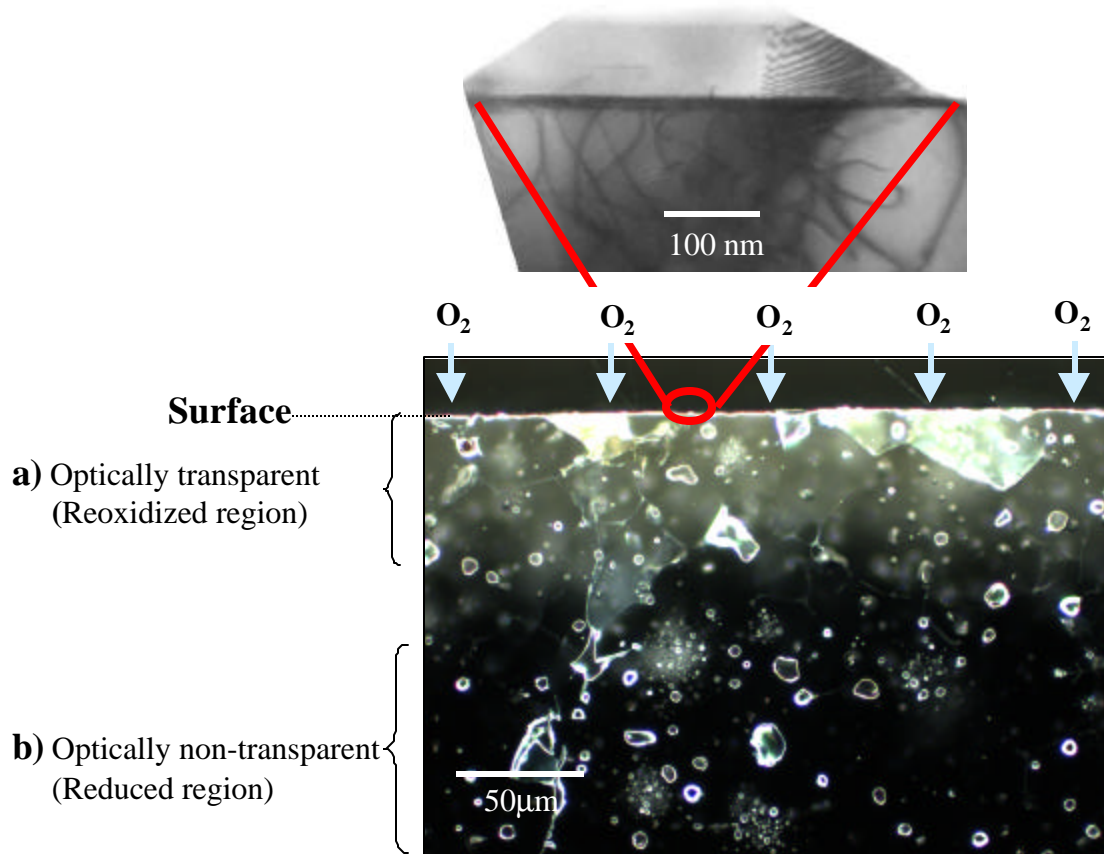 100 nm
O₂ O₂ O₂ O₂ O₂
Surface
a) Optically transparent
(Reoxidized region)
b) Optically non-transparent
(Reduced region)
50μm